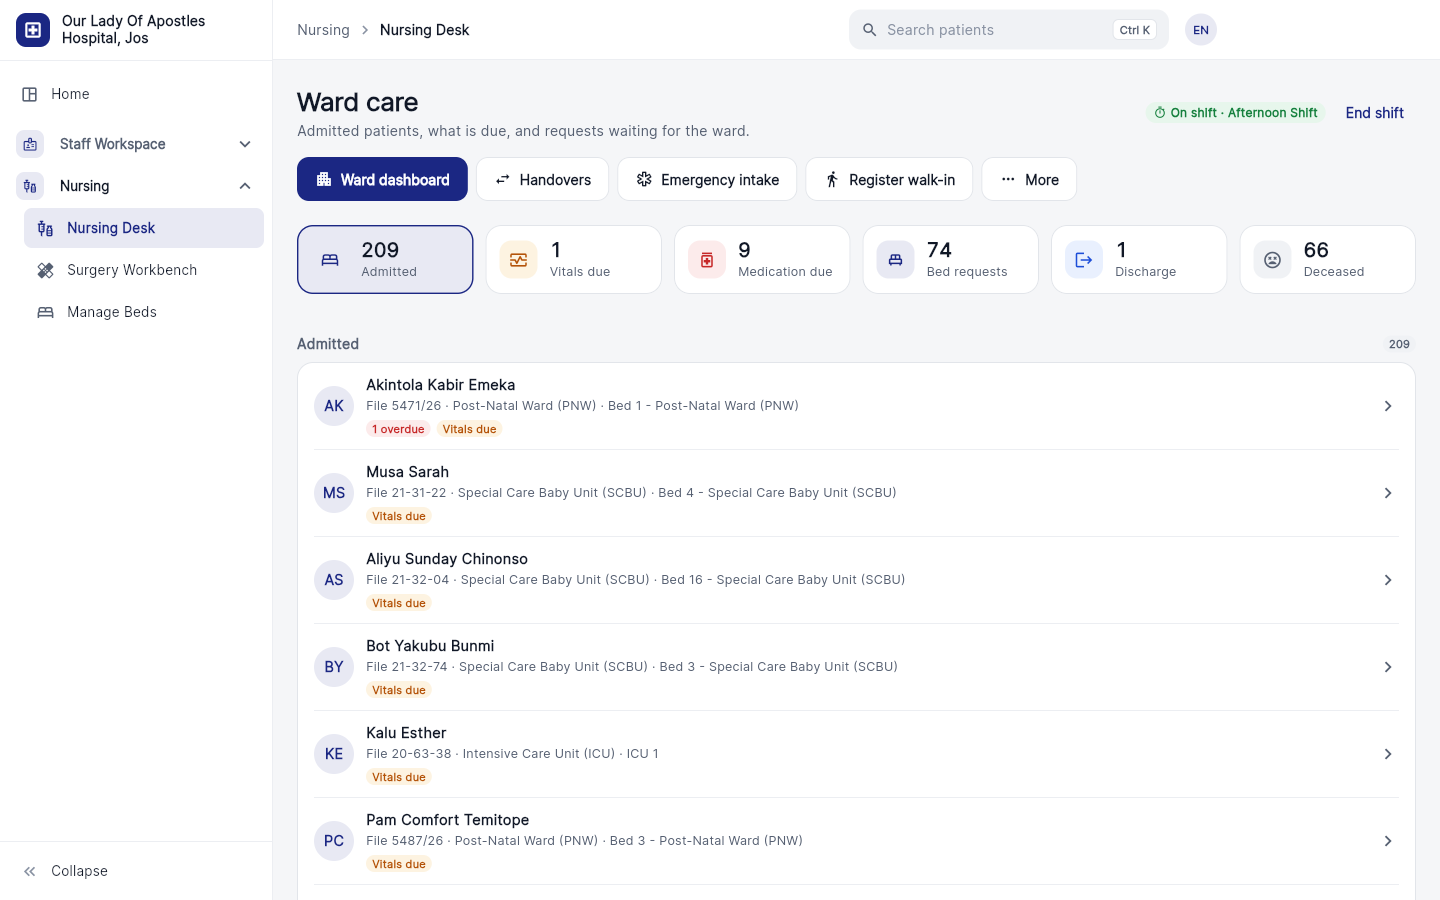 Our Lady Of Apostles
Hospital, Jos
Nursing
Nursing Desk
Search patients
Ctrl K
EN
Home
Staff Workspace
Nursing
Nursing Desk
Surgery Workbench
Manage Beds
Collapse
Ward care
Admitted patients, what is due, and requests waiting for the ward.
On shift · Afternoon Shift
End shift
Ward dashboard
Handovers
Emergency intake
Register walk-in
More
209
Admitted
1
Vitals due
9
Medication due
74
Bed requests
1
Discharge
66
Deceased
Admitted
209
AK
Akintola Kabir Emeka
File 5471/26 · Post-Natal Ward (PNW) · Bed 1 - Post-Natal Ward (PNW)
1 overdue
Vitals due
MS
Musa Sarah
File 21-31-22 · Special Care Baby Unit (SCBU) · Bed 4 - Special Care Baby Unit (SCBU)
Vitals due
AS
Aliyu Sunday Chinonso
File 21-32-04 · Special Care Baby Unit (SCBU) · Bed 16 - Special Care Baby Unit (SCBU)
Vitals due
BY
Bot Yakubu Bunmi
File 21-32-74 · Special Care Baby Unit (SCBU) · Bed 3 - Special Care Baby Unit (SCBU)
Vitals due
KE
Kalu Esther
File 20-63-38 · Intensive Care Unit (ICU) · ICU 1
Vitals due
PC
Pam Comfort Temitope
File 5487/26 · Post-Natal Ward (PNW) · Bed 3 - Post-Natal Ward (PNW)
Vitals due